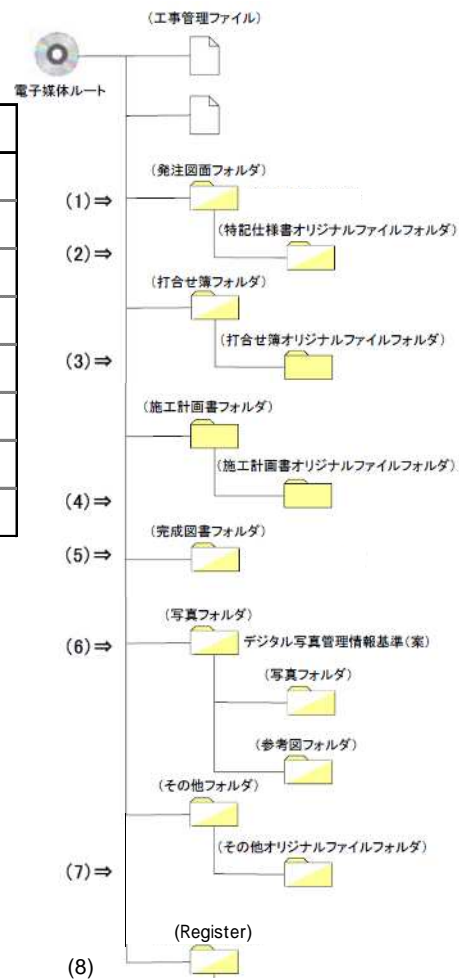 (工事管理ファイル)
電子媒体ルート
(発注図面フォルダ)
(1)⇒
(特記仕様書オリジナルファイルフォルダ)
(2)⇒
(打合せ簿フォルダ)
(打合せ簿オリジナルファイルフォルダ)
(3)⇒
(施工計画書フォルダ)
(施工計画書オリジナルファイルフォルダ)
(4)⇒
(完成図書フォルダ)
(5)⇒
(写真フォルダ)
(6)⇒
デジタル写真管理情報基準(案)
(写真フォルダ)
(参考図フォルダ)
(その他フォルダ)
(その他オリジナルファイルフォルダ)
(7)⇒
(Register)
(8)